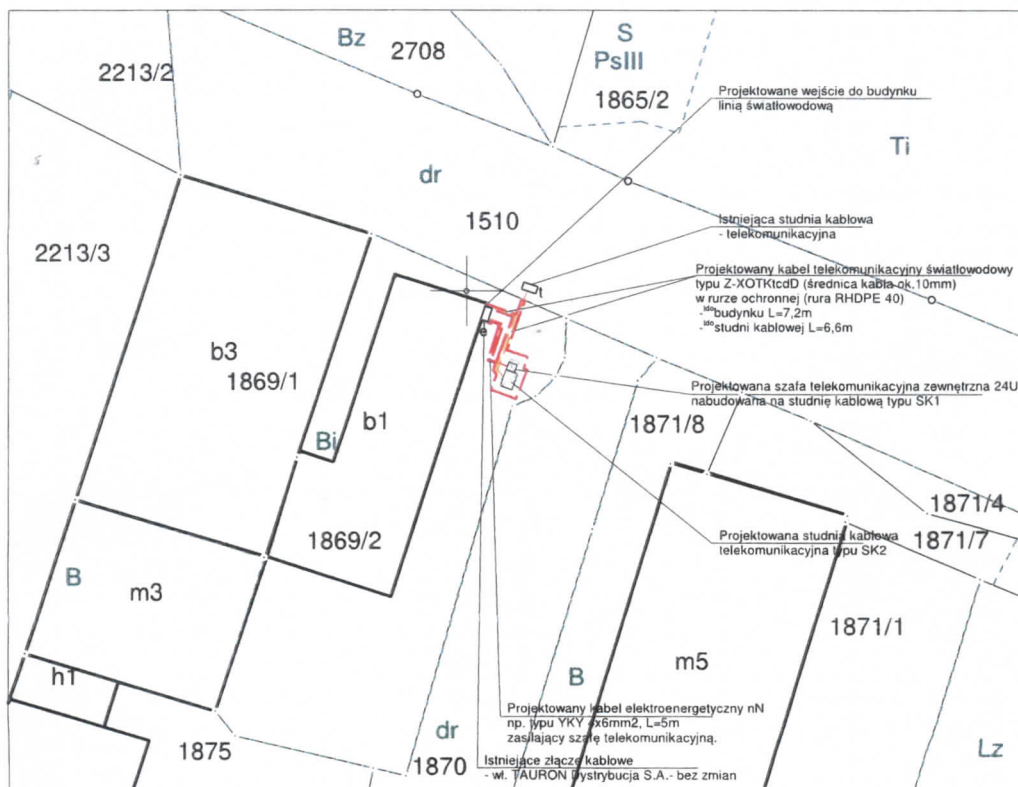 Bz
2708
S
PsIII
2213/2
1865/2
Projektowane wejście do budynku
linią światłowodową
Ti
dr
1510
Istniejąca studnia kablowa
- telekomunikacyjna
2213/3
t
Projektowany kabel telekomunikacyjny światłowodowy
typu Z-XOTKtcdD (średnica kabla ok.10mm)
w rurze ochronnej (rura RHDPE 40)
- do budynku L=7,2m
- do studni kablowej L=6,6m
e
b3
1869/1
Projektowana szafa telekomunikacyjna zewnętrzna 24U
nabudowana na studnię kablową typu SK1
b1
Bi
1871/8
1871/4
1869/2
Projektowana studnia kablowa
telekomunikacyjna typu SK2
1871/7
B
m3
1871/1
h1
B
m5
Projektowany kabel elektroenergetyczny nN
np. typu YKY 4x6mm2, L=5m
zasilający szafę telekomunikacyjną.
dr
1875
1870
Istniejące złącze kablowe
- wł. TAURON Dystrybucja S.A.- bez zmian
Lz